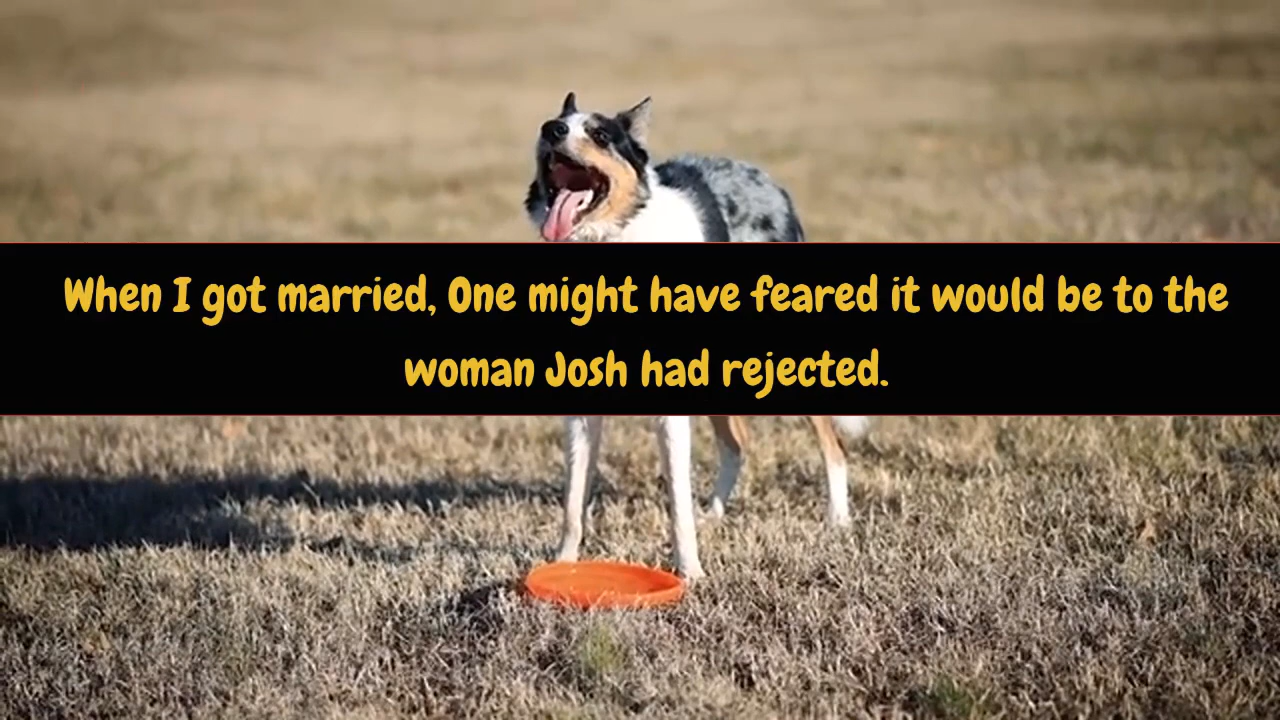 When I got married, One might have feared it would be to the
woman Josh had rejected.